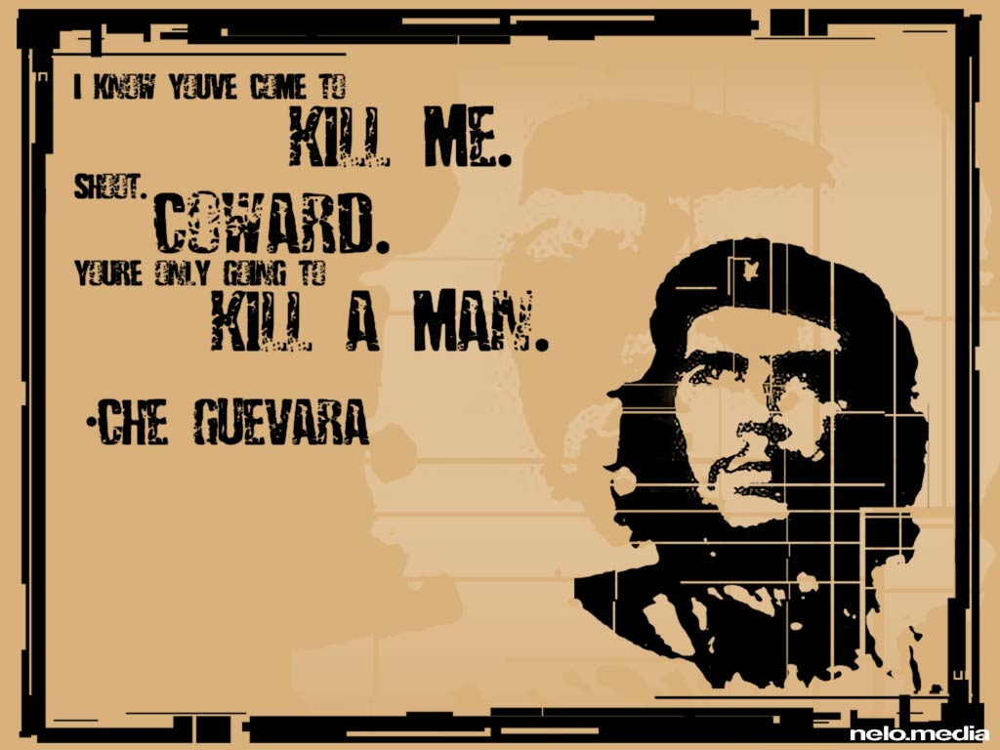 I KNOW YOUVE COME TO
KILL ME.
SHOOT.
COWARD.
YOURE ONLY GOING TO
KILL A MAN.
·CHE GUEVARA
nelo.media